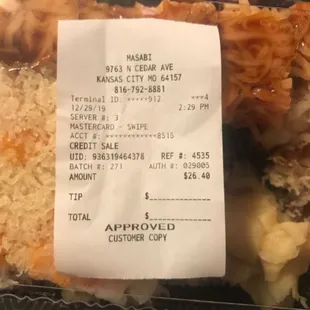 MASABI
9763 N CEDAR AVE
KANSAS CITY MO 64157
816-792-8881
Terminal ID: *****912 ***4
12/29/19 2:29 PM
SERVER #: 3
MASTERCARD - SWIPE
ACCT #: ************8515
CREDIT SALE
UID: 936319464378 REF #: 4535
BATCH #: 271 AUTH #: 029005
AMOUNT $26.40
TIP $
TOTAL $
APPROVED
CUSTOMER COPY